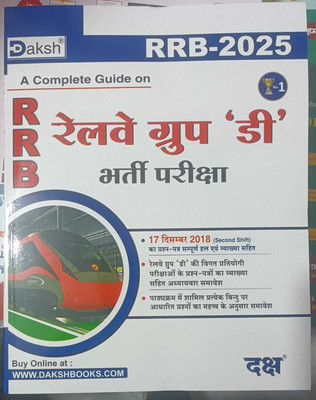 Daksh®
RRB-2025
A Complete Guide on
RRB
रेलवे ग्रुप 'डी'
भर्ती परीक्षा
17 दिसम्बर 2018 (Second Shift)
का प्रश्न-पत्र सम्पूर्ण हल एवं व्याख्या सहित
रेलवे ग्रुप 'डी' की विगत प्रतियोगी
परीक्षाओं के प्रश्न-पत्रों का व्याख्या
सहित अध्यायवार समावेश
पाठ्यक्रम में शामिल प्रत्येक बिन्दु पर
आधारित प्रश्नों का महत्व के अनुसार समावेश
Buy Online at :
WWW.DAKSHBOOKS.COM
दक्ष®